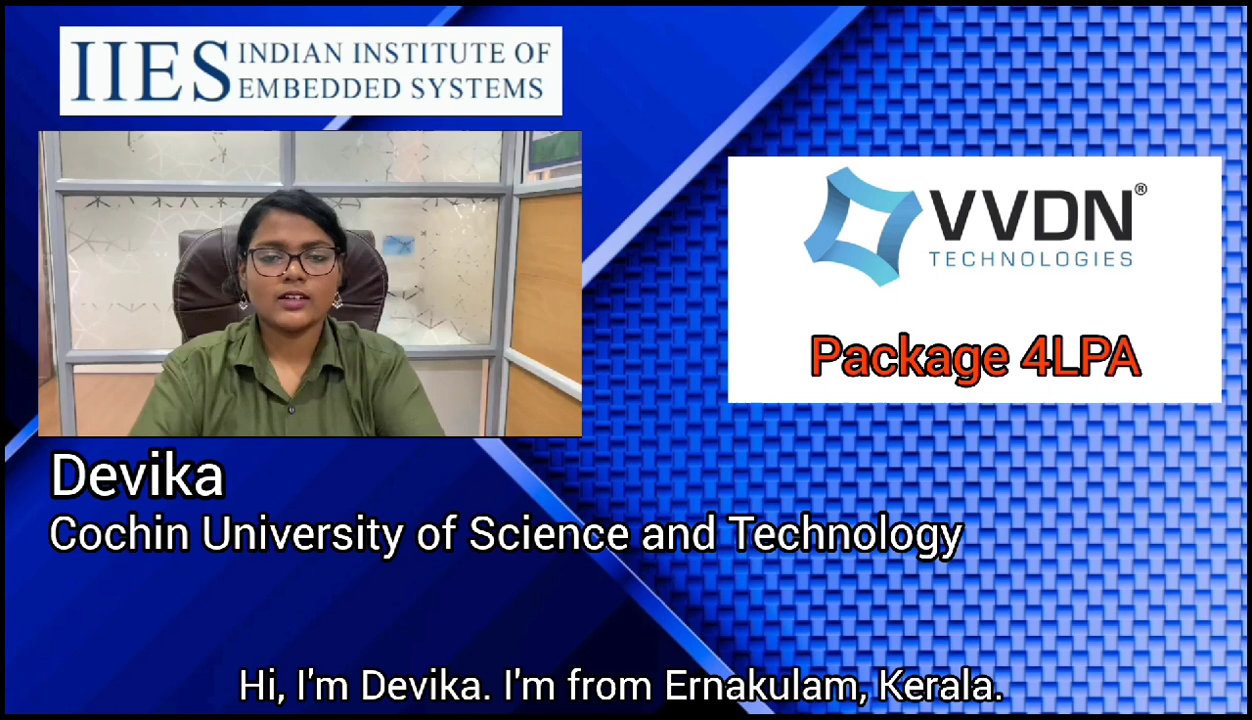 IIES INDIAN INSTITUTE OF
EMBEDDED SYSTEMS
VVDN®
TECHNOLOGIES
Package 4LPA
Devika
Cochin University of Science and Technology
Hi, I'm Devika. I'm from Ernakulam, Kerala.